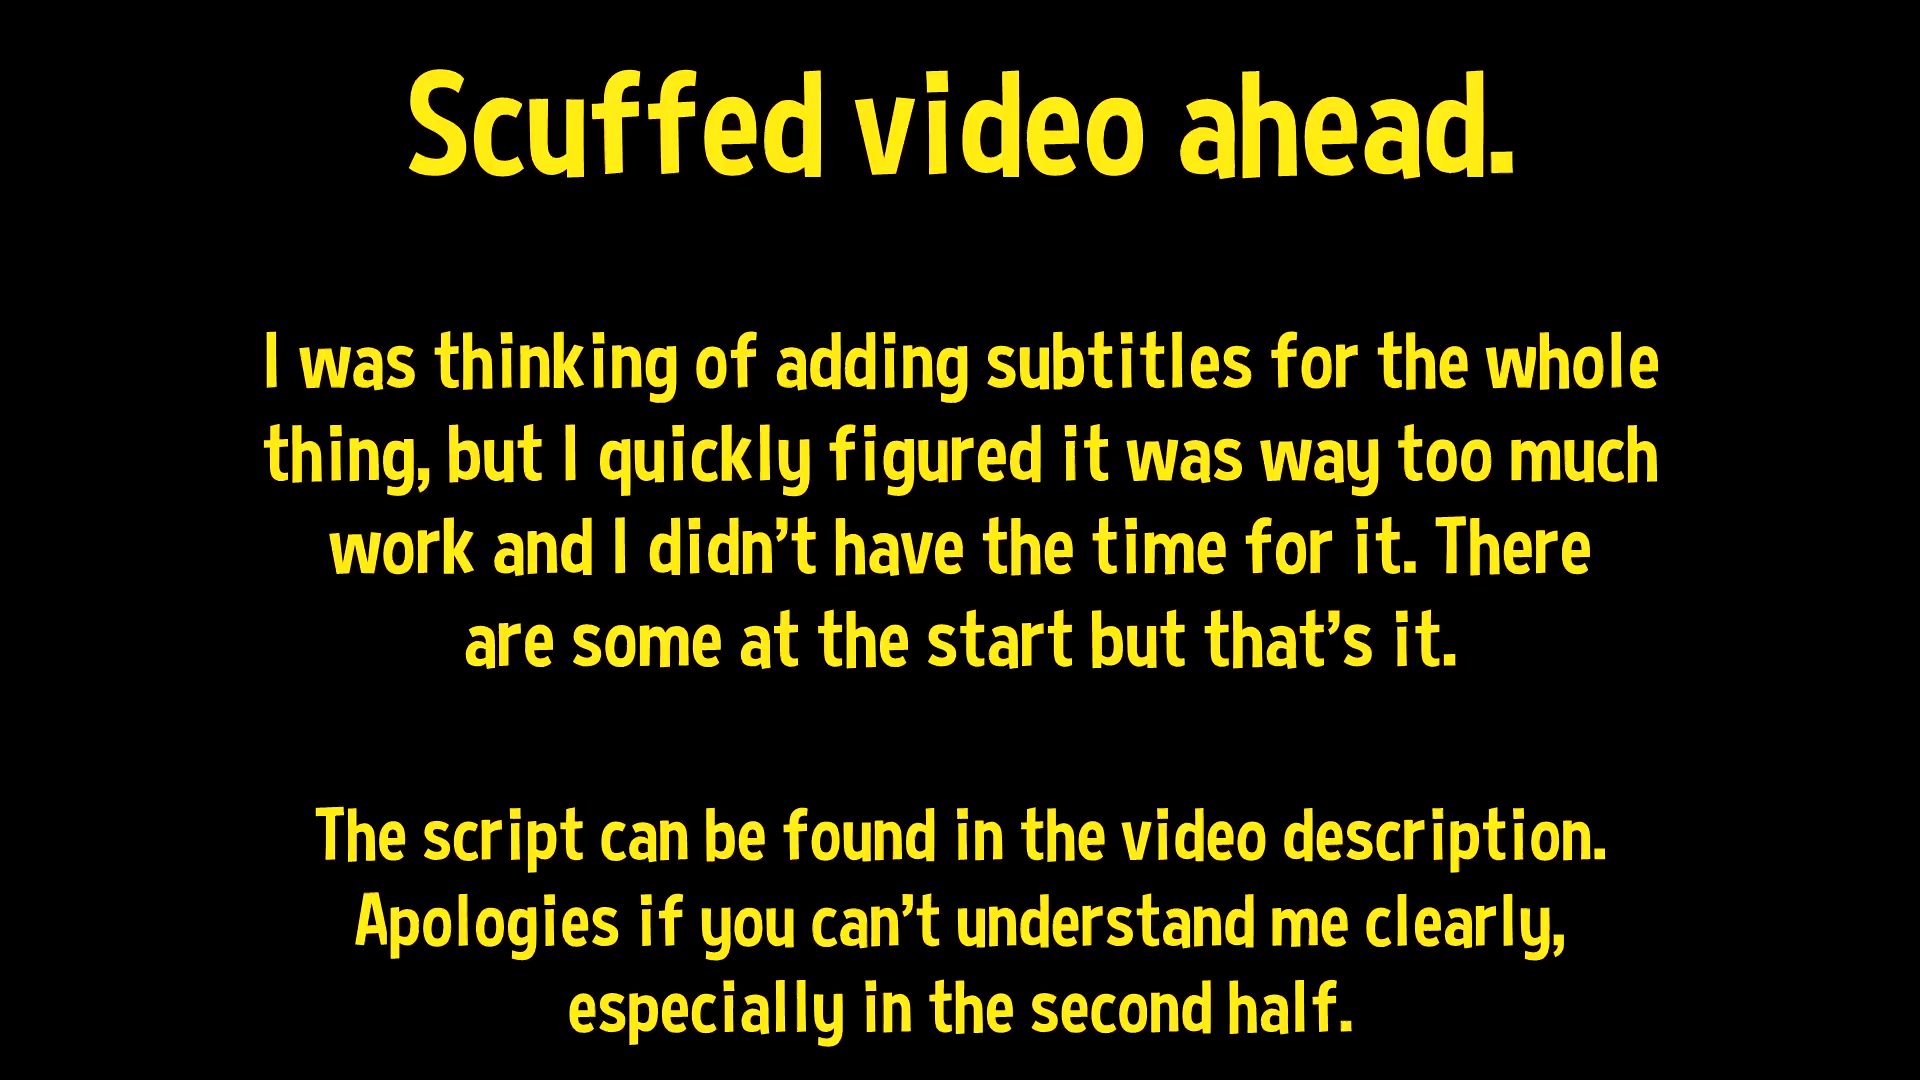 Scuffed video ahead.
I was thinking of adding subtitles for the whole
thing, but I quickly figured it was way too much
work and I didn’t have the time for it. There
are some at the start but that’s it.
The script can be found in the video description.
Apologies if you can’t understand me clearly,
especially in the second half.